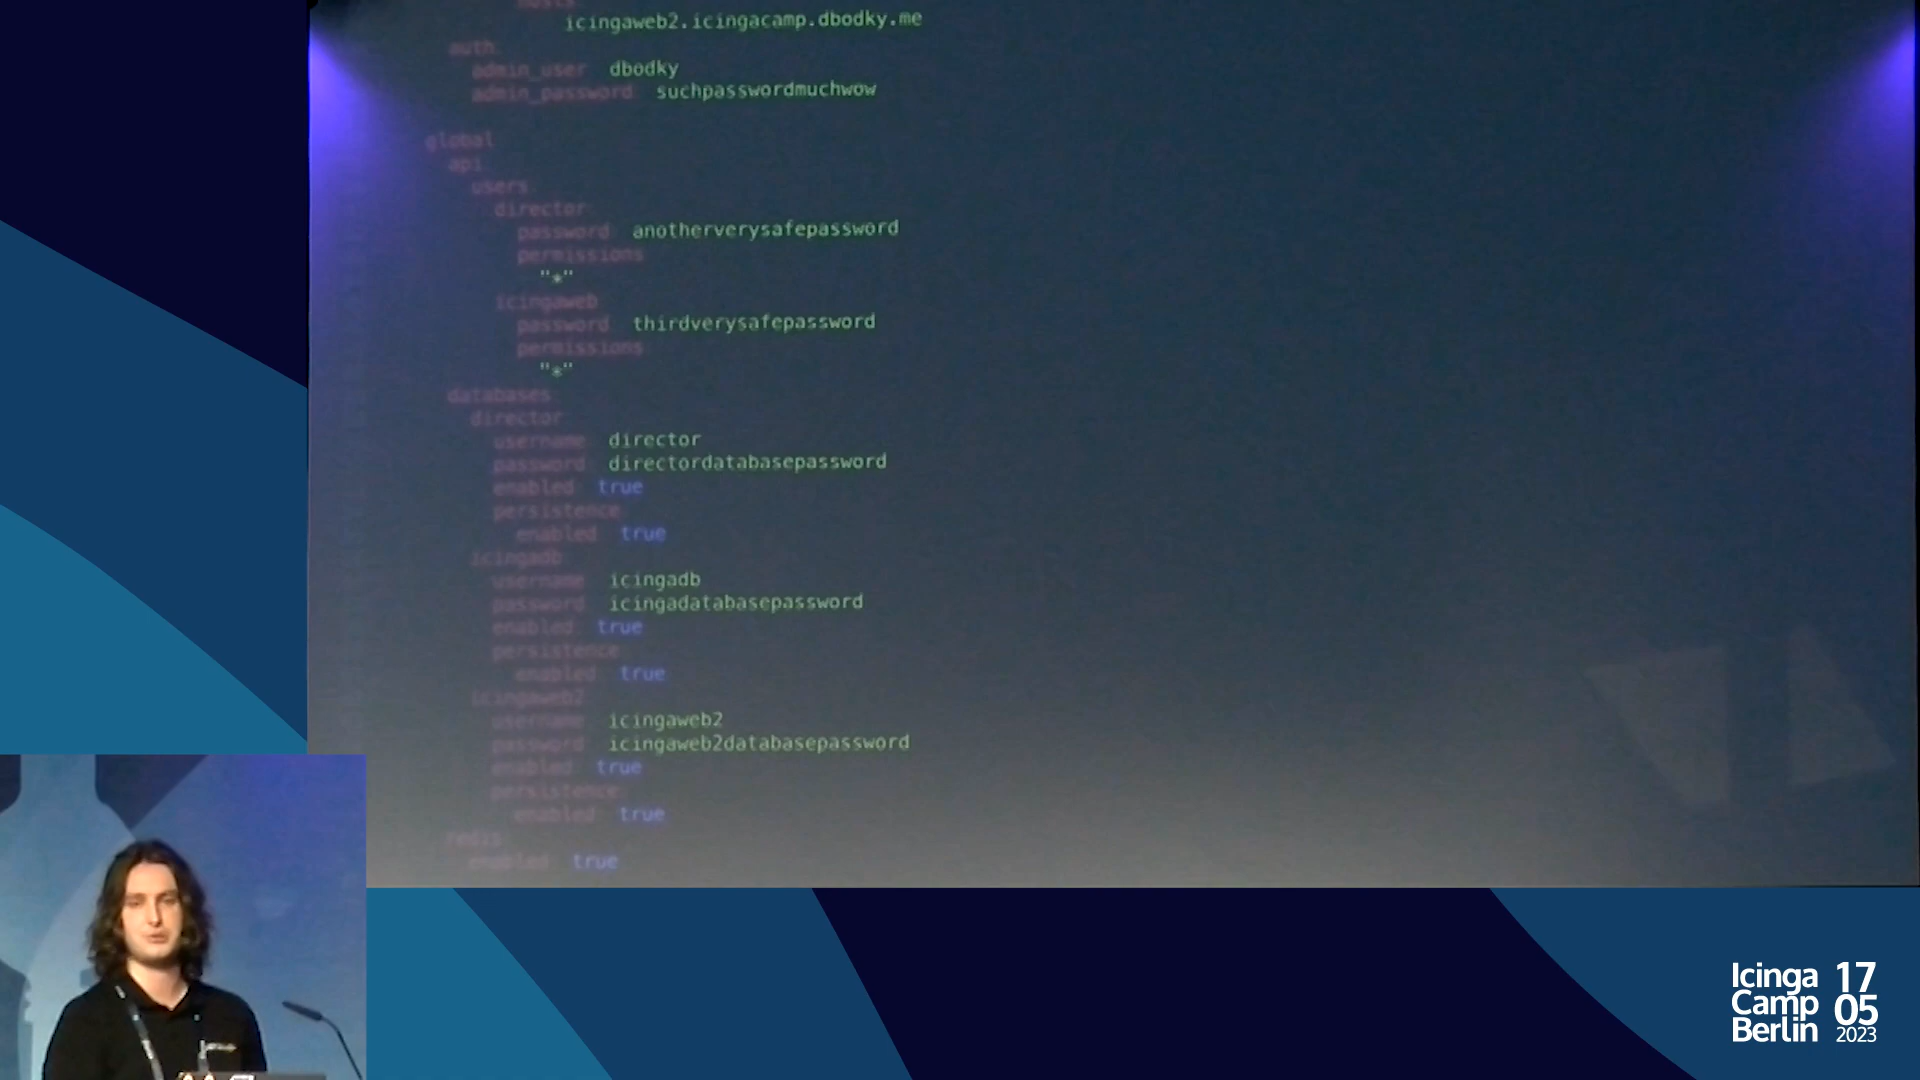 hosts
icingaweb2.icingacamp.dbodky.me
auth:
admin_user: dbodky
admin_password: suchpasswordmuchwow
global:
api:
users:
director:
password: anotherverysafepassword
permissions:
"*"
icingaweb:
password: thirdverysafepassword
permissions:
"*"
databases:
director:
username: director
password: directordatabasepassword
enabled: true
persistence:
enabled: true
icingadb:
username: icingadb
password: icingadatabasepassword
enabled: true
persistence:
enabled: true
icingaweb2:
username: icingaweb2
password: icingaweb2databasepassword
enabled: true
persistence:
enabled: true
redis:
enabled: true
Icinga 17
Camp 05
Berlin 2023